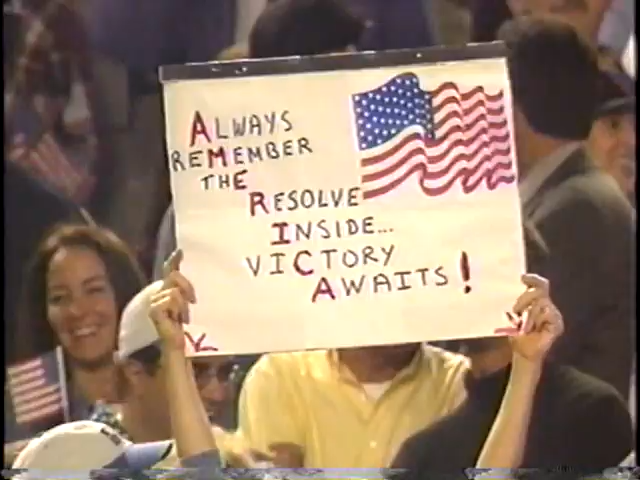 ALWAYS
REMEMBER
THE
RESOLVE
INSIDE...
VICTORY
AWAITS!